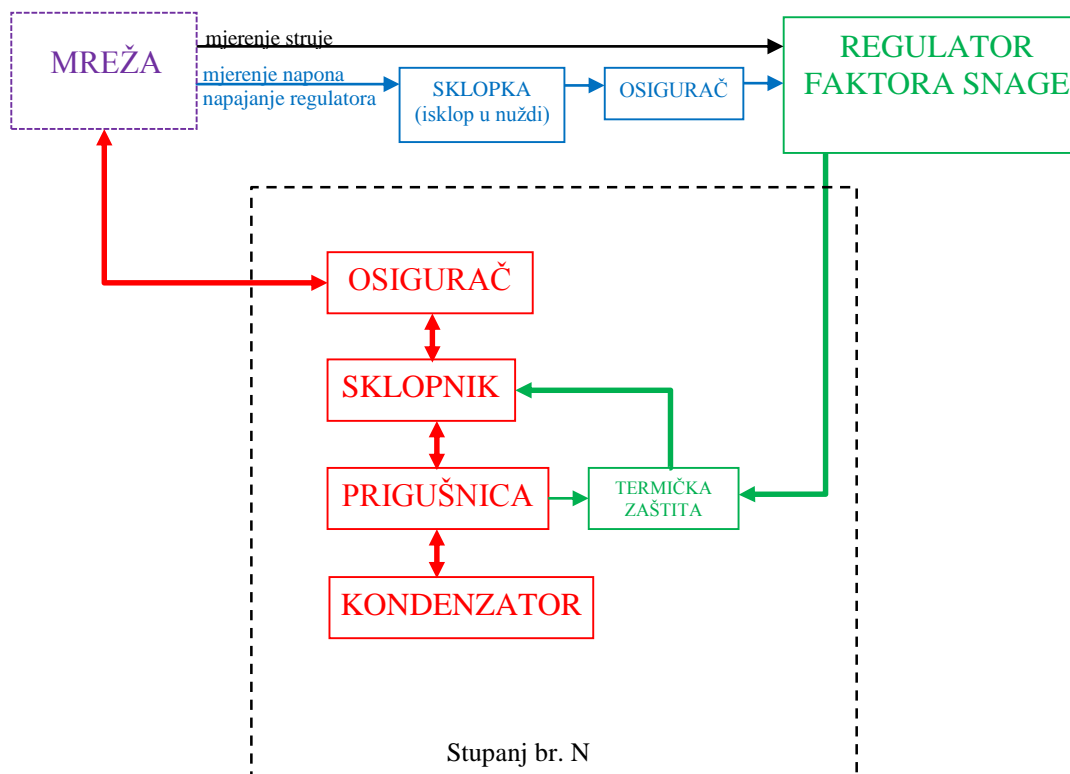 MREŽA
mjerenje struje
mjerenje napona
napajanje regulatora
SKLOPKA
(isklop u nuždi)
OSIGURAČ
REGULATOR
FAKTORA SNAGE
OSIGURAČ
SKLOPNIK
PRIGUŠNICA
TERMIČKA
ZAŠTITA
KONDENZATOR
Stupanj br. N